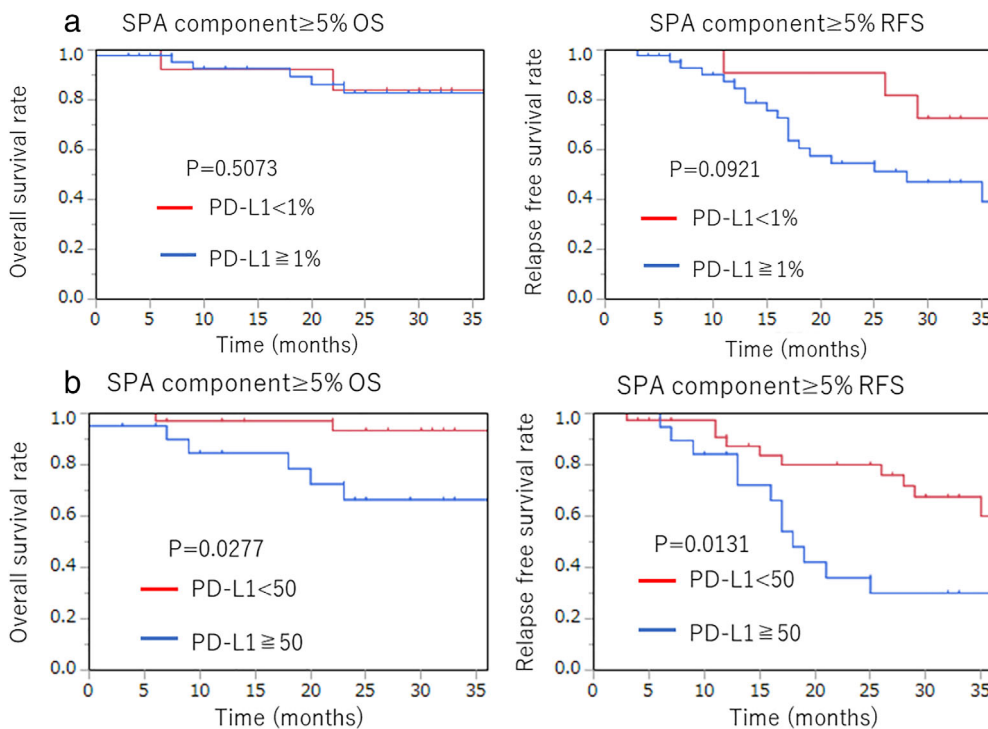 a
SPA component≥5% OS
Overall survival rate
1.0
0.8
0.6
0.4
0.2
0.0
P=0.5073
PD-L1<1%
PD-L1≧1%
0 5 10 15 20 25 30 35
Time (months)
SPA component≥5% RFS
Relapse free survival rate
1.0
0.8
0.6
0.4
0.2
0.0
P=0.0921
PD-L1<1%
PD-L1≧1%
0 5 10 15 20 25 30 35
Time (months)
b
SPA component≥5% OS
Overall survival rate
1.0
0.8
0.6
0.4
0.2
0.0
P=0.0277
PD-L1<50
PD-L1≧50
0 5 10 15 20 25 30 35
Time (months)
SPA component≥5% RFS
Relapse free survival rate
1.0
0.8
0.6
0.4
0.2
0.0
P=0.0131
PD-L1<50
PD-L1≧50
0 5 10 15 20 25 30 35
Time (months)